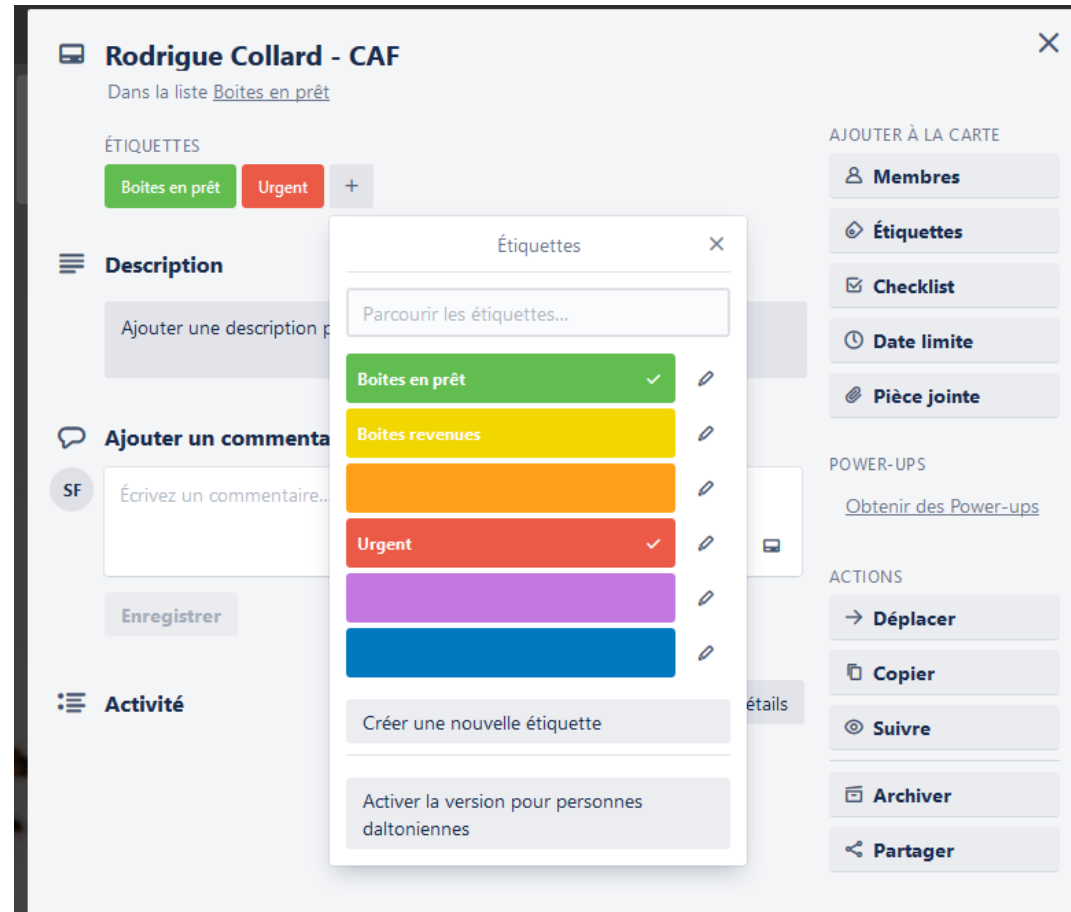 Rodrigue Collard - CAF
Dans la liste Boites en prêt
ÉTIQUETTES
Boites en prêt
Urgent
+
Description
Ajouter une description
Ajouter un
SF
Écrivez un commentaire..
Enregistrer
Activité
Étiquettes
Parcourir les étiquettes...
Boites en prêt
Boites revenues
Urgent
Créer une nouvelle étiquette
Activer la version pour personnes
daltoniennes
AJOUTER À LA CARTE
Membres
Étiquettes
Checklist
Date limite
Pièce jointe
POWER-UPS
Obtenir des Power-ups
ACTIONS
Déplacer
Copier
Suivre
Archiver
Partager